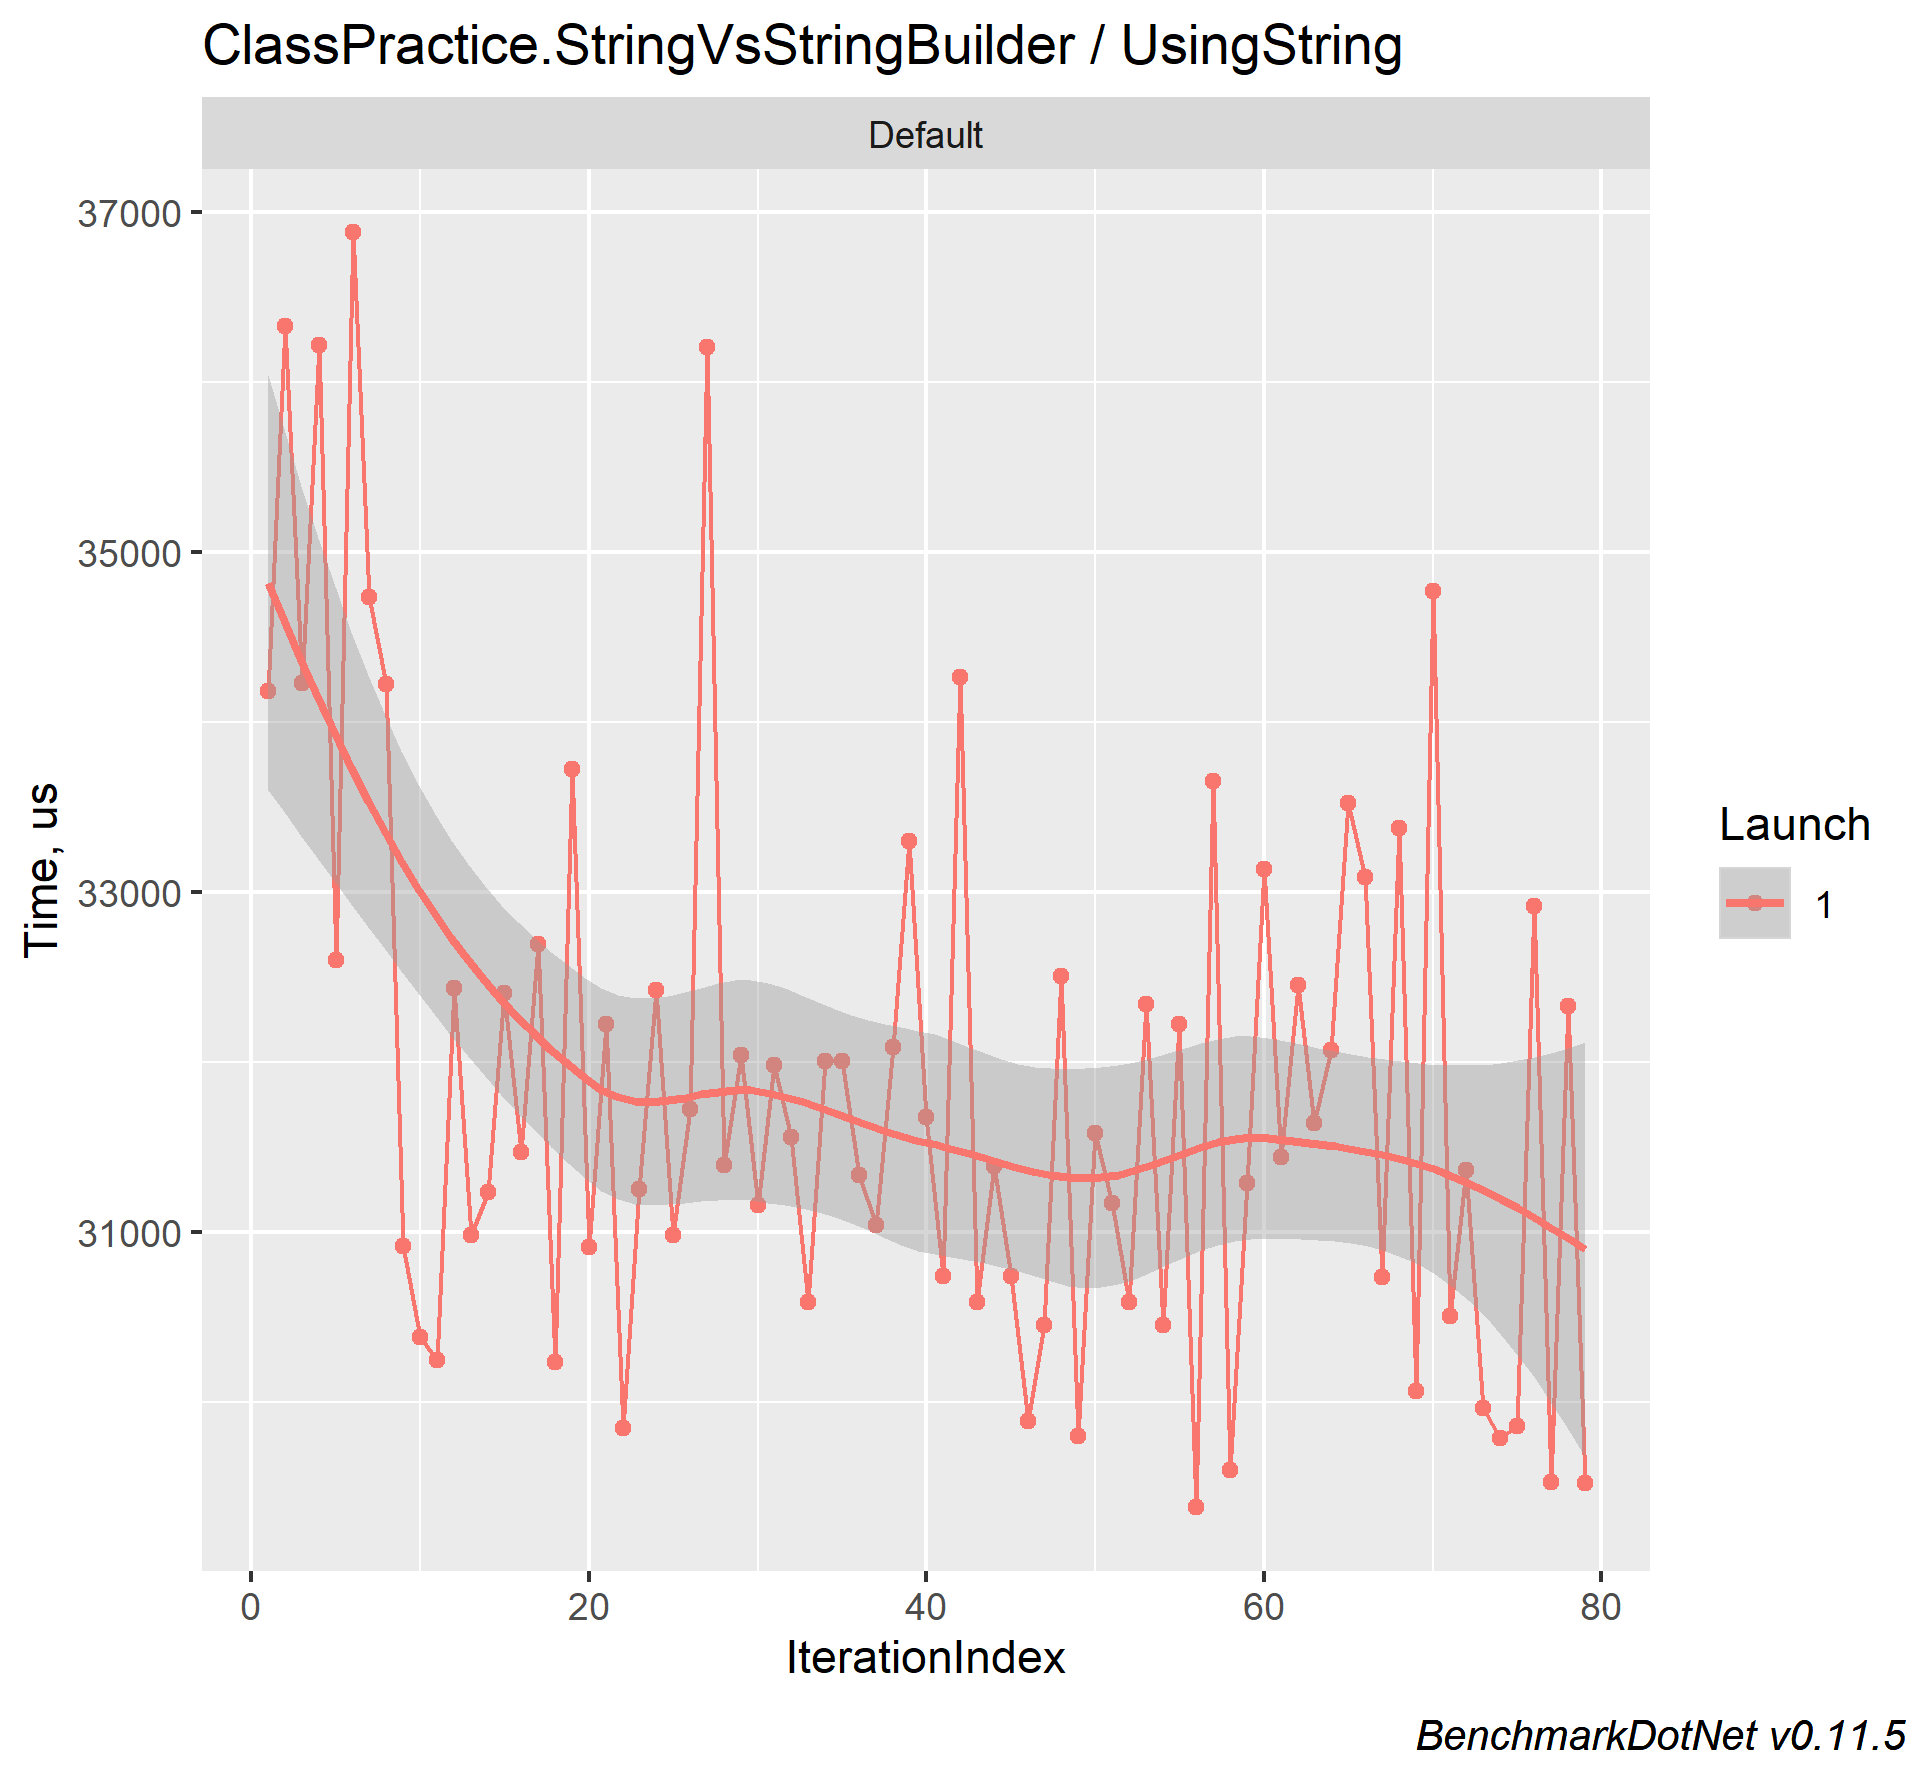 ClassPractice.StringVsStringBuilder / UsingString
Default
37000
35000
33000
31000
Time, us
0 20 40 60 80
IterationIndex
Launch
1
BenchmarkDotNet v0.11.5